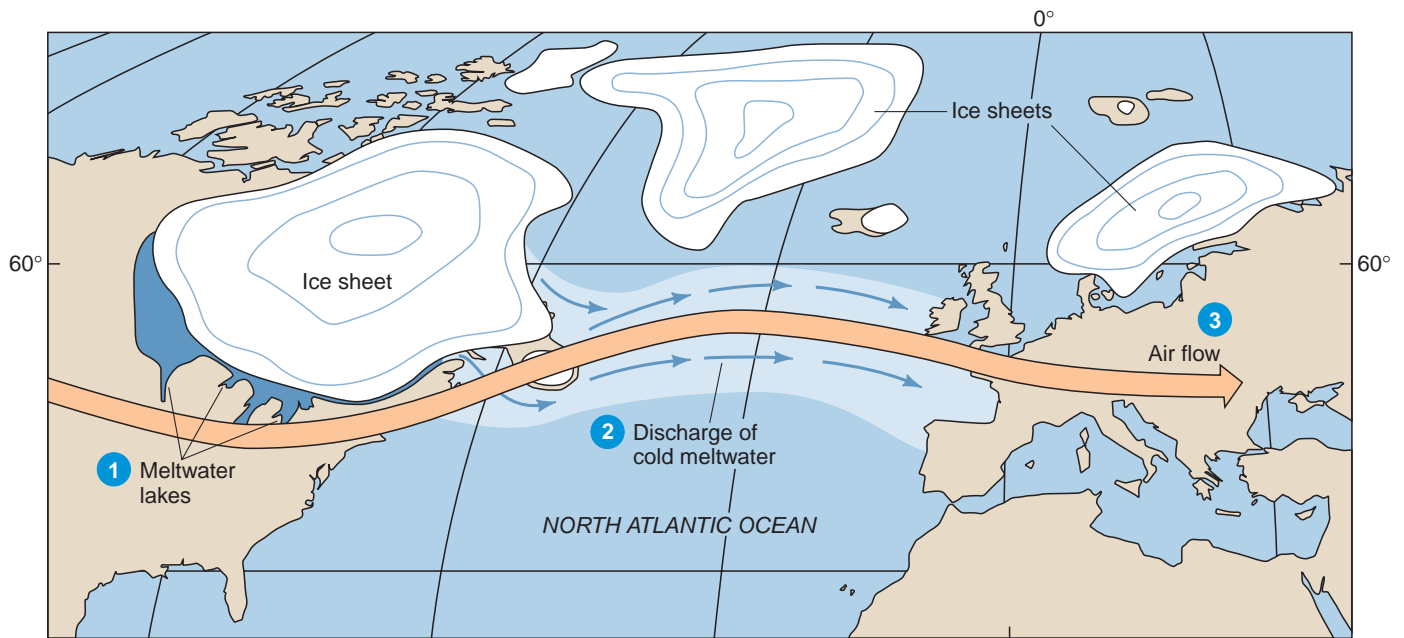 0°
Ice sheets
60°
60°
Ice sheet
3
Air flow
2 Discharge of
cold meltwater
1 Meltwater
lakes
NORTH ATLANTIC OCEAN